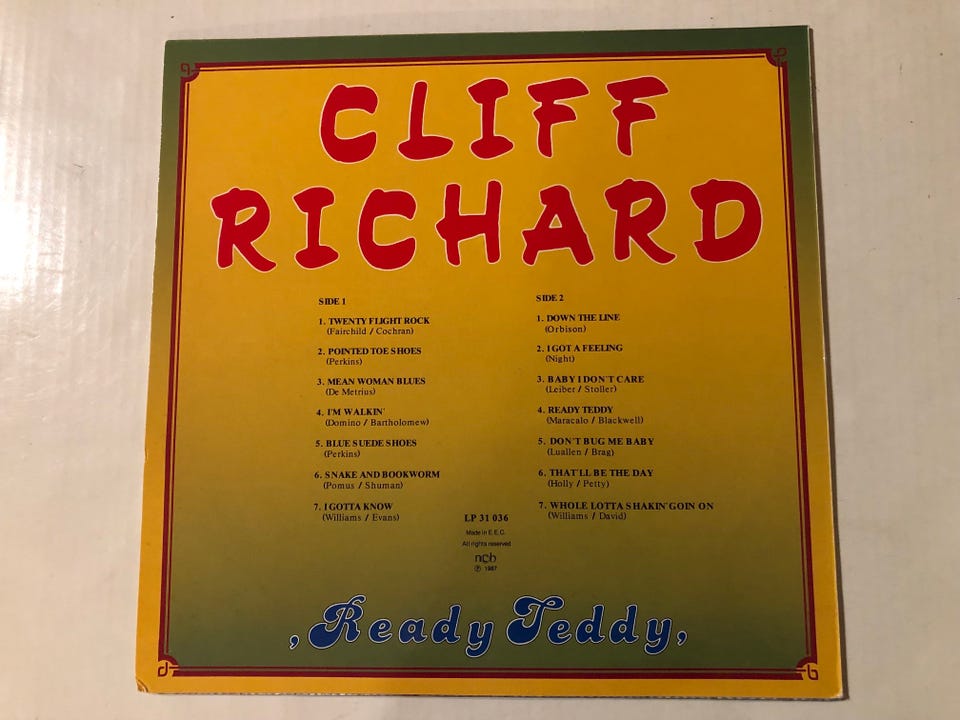 CLIFF
RICHARD
SIDE 1
1. TWENTY FLIGHT ROCK
(Fairchild / Cochran)
2. POINTED TOE SHOES
(Perkins)
3. MEAN WOMAN BLUES
(De Metrius)
4. I'M WALKIN'
(Domino / Bartholomew)
5. BLUE SUEDE SHOES
(Perkins)
6. SNAKE AND BOOKWORM
(Pomus / Shuman)
7. I GOTTA KNOW
(Williams / Evans)
SIDE 2
1. DOWN THE LINE
(Orbison)
2. I GOT A FEELING
(Night)
3. BABY I DON'T CARE
(Leiber / Stoller)
4. READY TEDDY
(Maracalo / Blackwell)
5. DON'T BUG ME BABY
(Luallen / Brag)
6. THAT'LL BE THE DAY
(Holly / Petty)
7. WHOLE LOTTA SHAKIN' GOIN ON
(Williams / David)
LP 31 036
Made in E.E.C.
All rights reserved
ncb
℗ 1987
,Ready Teddy,